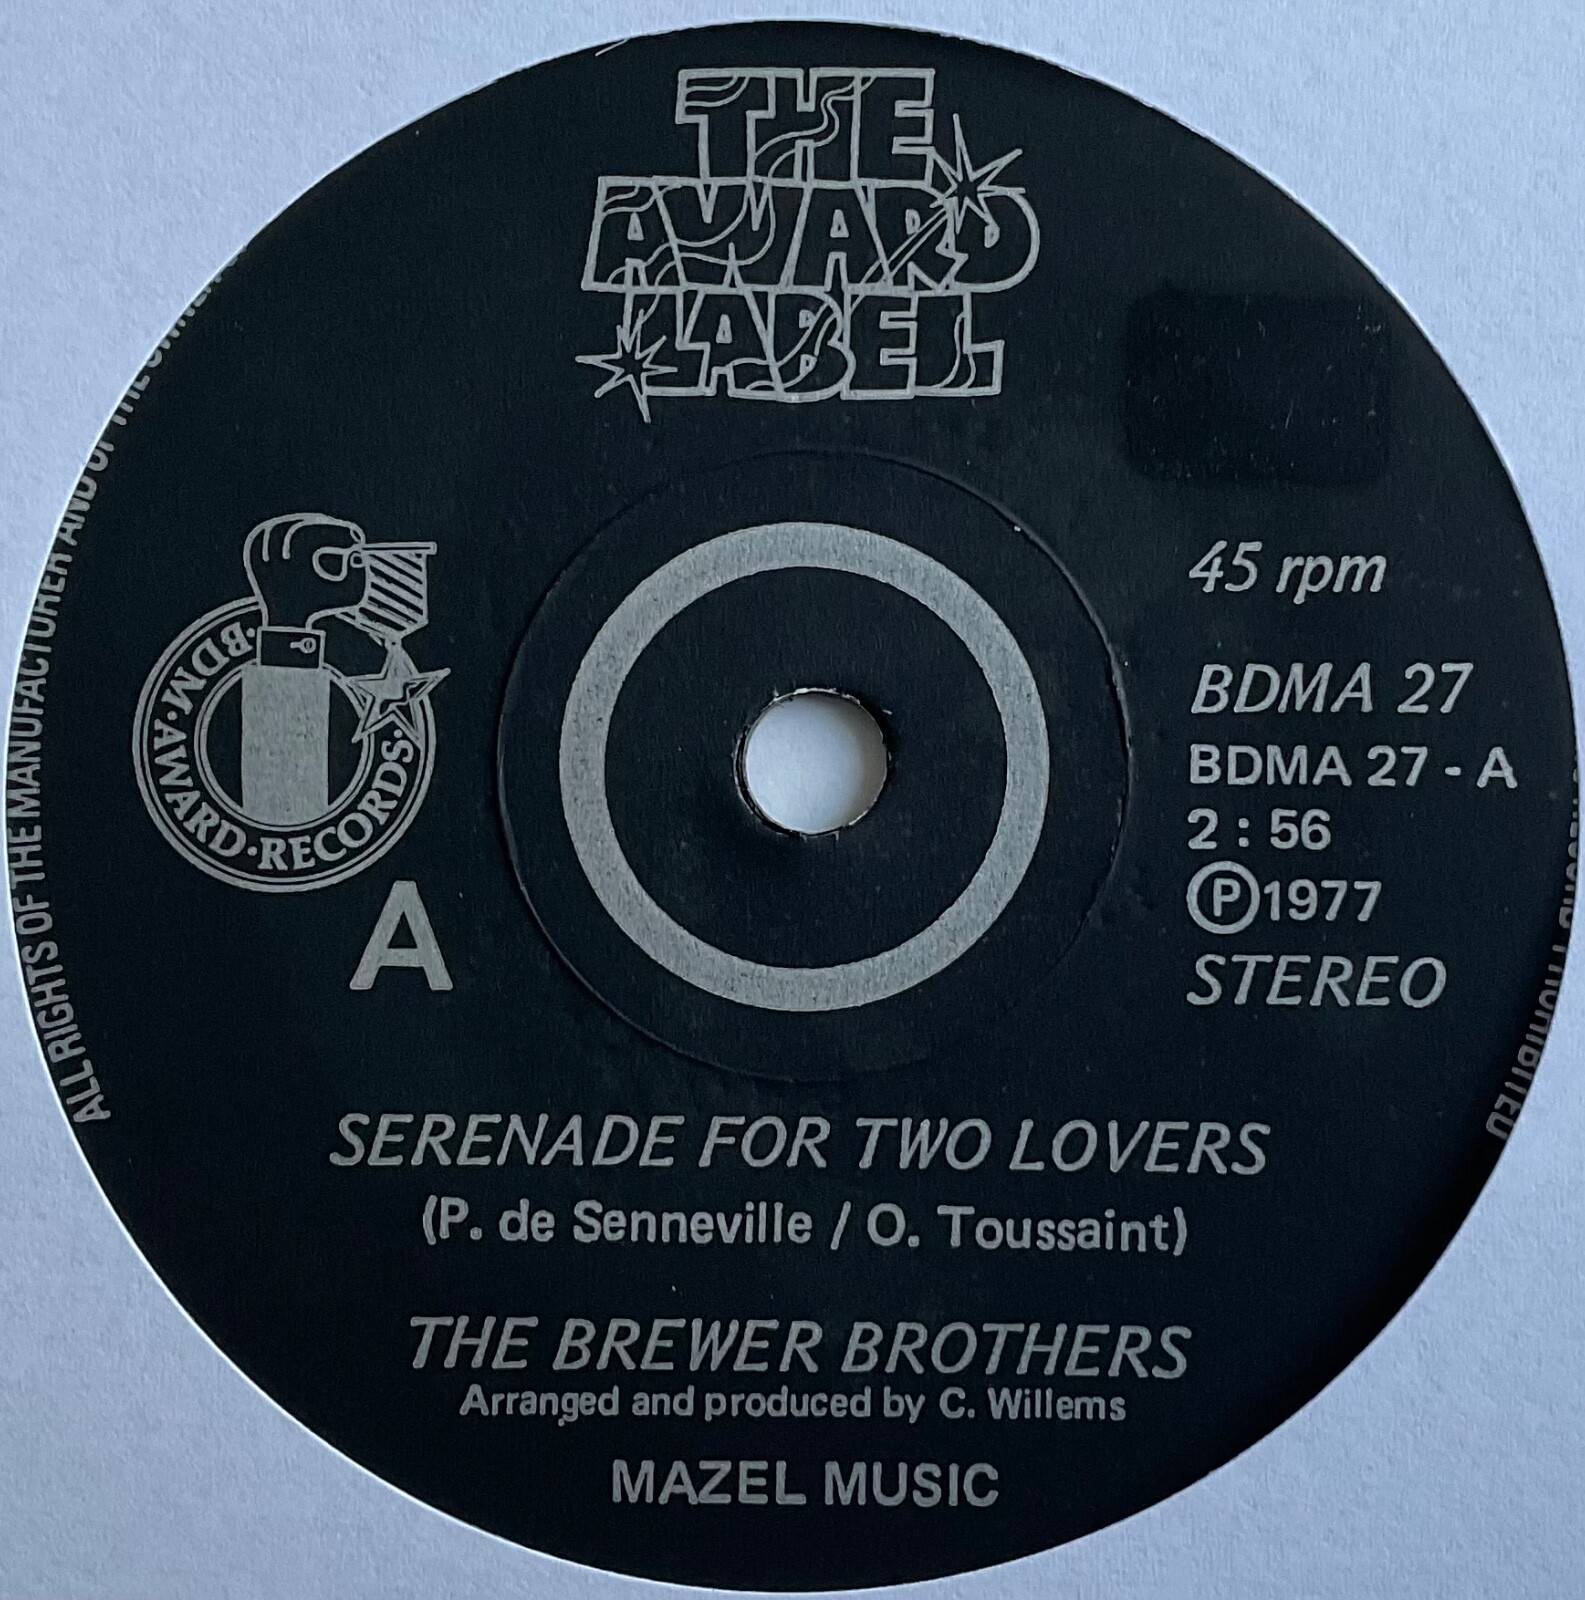 THE
AWARD
LABEL
BDM·AWARD·RECORDS·
A
45 rpm
BDMA 27
BDMA 27 - A
2 : 56
Ⓟ1977
STEREO
SERENADE FOR TWO LOVERS
(P. de Senneville / O. Toussaint)
THE BREWER BROTHERS
Arranged and produced by C. Willems
MAZEL MUSIC
ALL RIGHTS OF THE MANUFACTURER AND OF THE
PROHIBITED